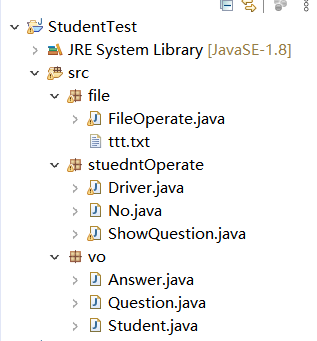 StudentTest
JRE System Library [JavaSE-1.8]
src
file
FileOperate.java
ttt.txt
stuedntOperate
Driver.java
No.java
ShowQuestion.java
vo
Answer.java
Question.java
Student.java